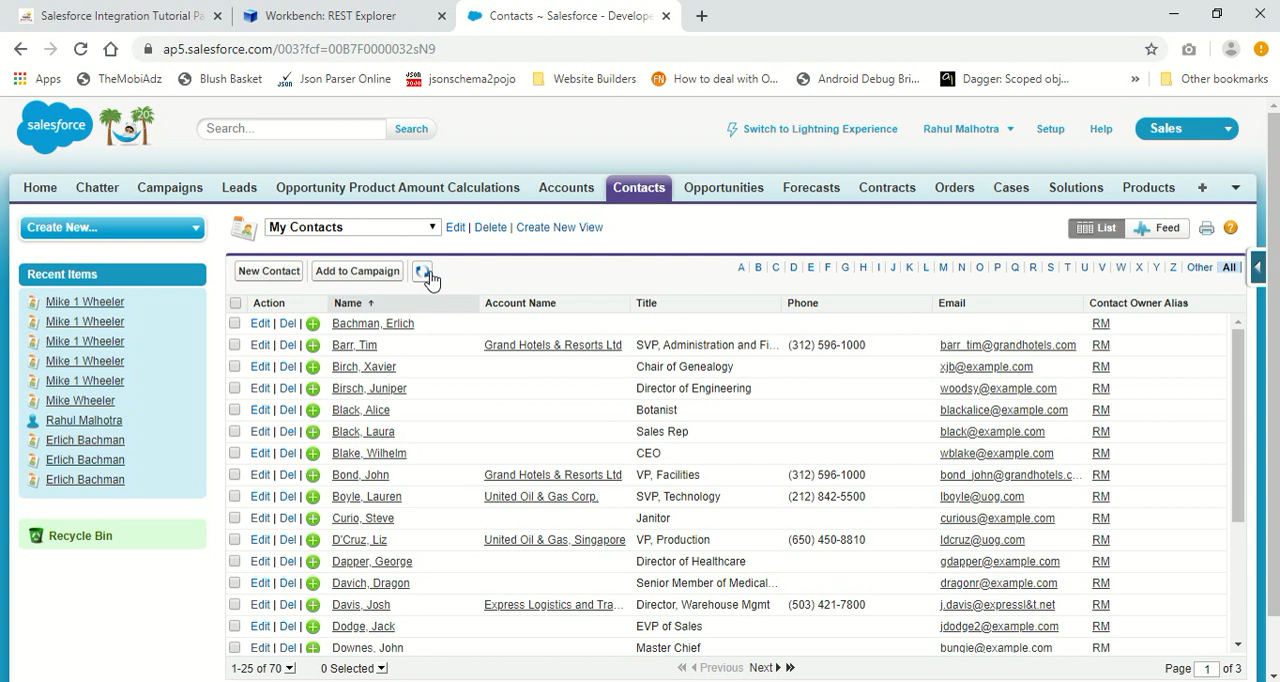 Salesforce Integration Tutorial Pa
Workbench: REST Explorer
Contacts ~ Salesforce - Develope
ap5.salesforce.com/003?fcf=00B7F0000032sN9
Apps
TheMobiAdz
Blush Basket
JSON
Json Parser Online
JSON
POJO
jsonschema2pojo
Website Builders
FN
How to deal with O...
Android Debug Bri...
Dagger: Scoped obj...
»
Other bookmarks
salesforce
'20
Search...
Search
Switch to Lightning Experience
Rahul Malhotra
Setup
Help
Sales
Home
Chatter
Campaigns
Leads
Opportunity Product Amount Calculations
Accounts
Contacts
Opportunities
Forecasts
Contracts
Orders
Cases
Solutions
Products
+
Create New...
My Contacts
Edit | Delete | Create New View
List
Feed
Recent Items
Mike 1 Wheeler
Mike 1 Wheeler
Mike 1 Wheeler
Mike 1 Wheeler
Mike 1 Wheeler
Mike Wheeler
Rahul Malhotra
Erlich Bachman
Erlich Bachman
Erlich Bachman
Recycle Bin
New Contact
Add to Campaign
A | B | C | D | E | F | G | H | I | J | K | L | M | N | O | P | Q | R | S | T | U | V | W | X | Y | Z | Other | All
Action Name Account Name Title Phone Email Contact Owner Alias
Edit | Del | Bachman, Erlich RM
Edit | Del | Barr, Tim Grand Hotels & Resorts Ltd SVP, Administration and Fi... (312) 596-1000 barr_tim@grandhotels.com RM
Edit | Del | Birch, Xavier Chair of Genealogy xjb@example.com RM
Edit | Del | Birsch, Juniper Director of Engineering woodsy@example.com RM
Edit | Del | Black, Alice Botanist blackalice@example.com RM
Edit | Del | Black, Laura Sales Rep black@example.com RM
Edit | Del | Blake, Wilhelm CEO wblake@example.com RM
Edit | Del | Bond, John Grand Hotels & Resorts Ltd VP, Facilities (312) 596-1000 bond_john@grandhotels.c... RM
Edit | Del | Boyle, Lauren United Oil & Gas Corp. SVP, Technology (212) 842-5500 lboyle@uog.com RM
Edit | Del | Curio, Steve Janitor curious@example.com RM
Edit | Del | D'Cruz, Liz United Oil & Gas, Singapore VP, Production (650) 450-8810 ldcruz@uog.com RM
Edit | Del | Dapper, George Director of Healthcare gdapper@example.com RM
Edit | Del | Davich, Dragon Senior Member of Medical... dragonr@example.com RM
Edit | Del | Davis, Josh Express Logistics and Tra... Director, Warehouse Mgmt (503) 421-7800 j.davis@expressl&t.net RM
Edit | Del | Dodge, Jack EVP of Sales jdodge2@example.com RM
Edit | Del | Downes, John Master Chief bungie@example.com RM
1-25 of 70
0 Selected
Previous Next
Page 1 of 3